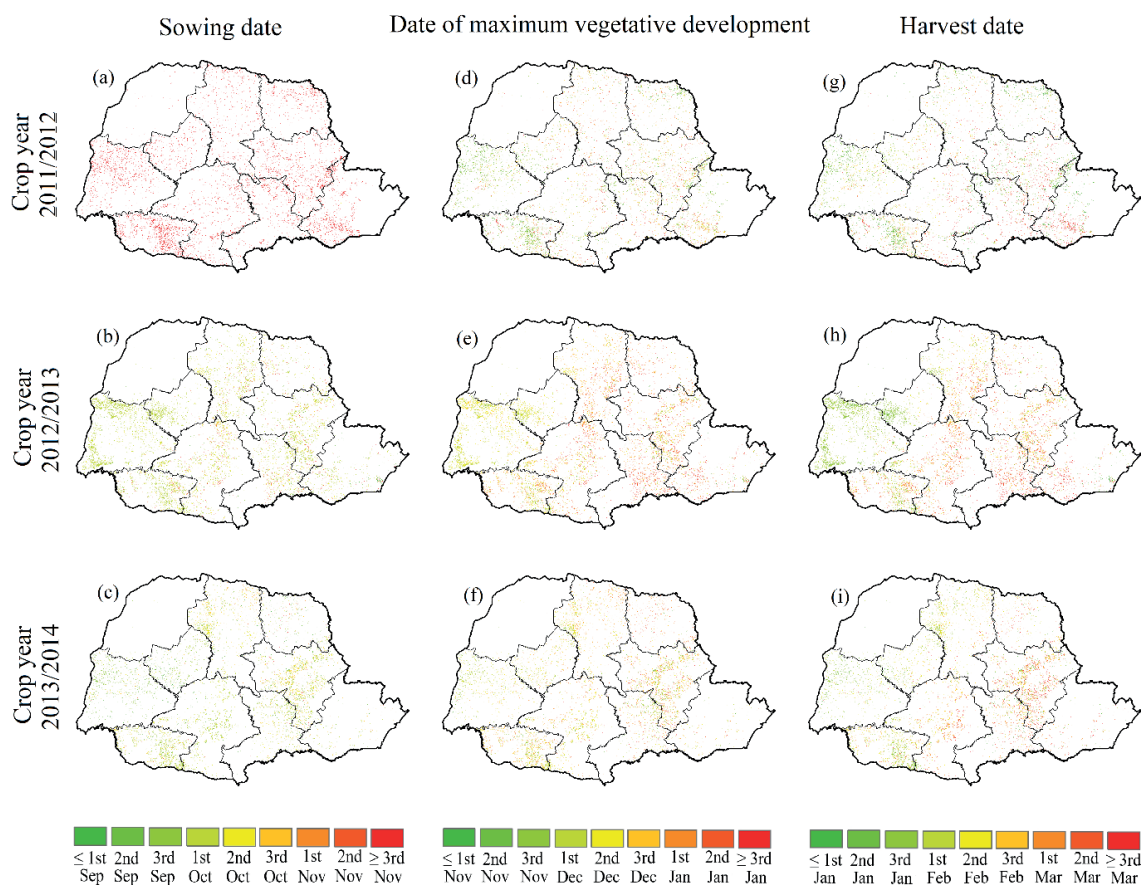 Sowing date
Date of maximum vegetative development
Harvest date
Crop year
2011/2012
(a)
(d)
(g)
Crop year
2012/2013
(b)
(e)
(h)
Crop year
2013/2014
(c)
(f)
(i)
≤ 1st 2nd 3rd 1st 2nd 3rd 1st 2nd ≥ 3rd
Sep Sep Sep Oct Oct Oct Nov Nov Nov
≤ 1st 2nd 3rd 1st 2nd 3rd 1st 2nd ≥ 3rd
Nov Nov Nov Dec Dec Dec Jan Jan Jan
≤ 1st 2nd 3rd 1st 2nd 3rd 1st 2nd ≥ 3rd
Jan Jan Jan Feb Feb Feb Mar Mar Mar